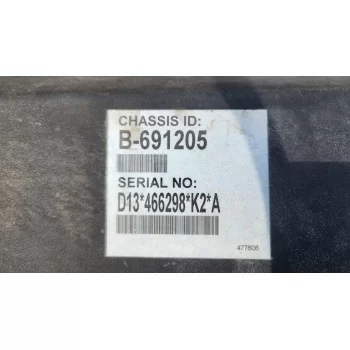 CHASSIS ID:
B-691205
SERIAL NO:
D13*466298*K2*A
477606